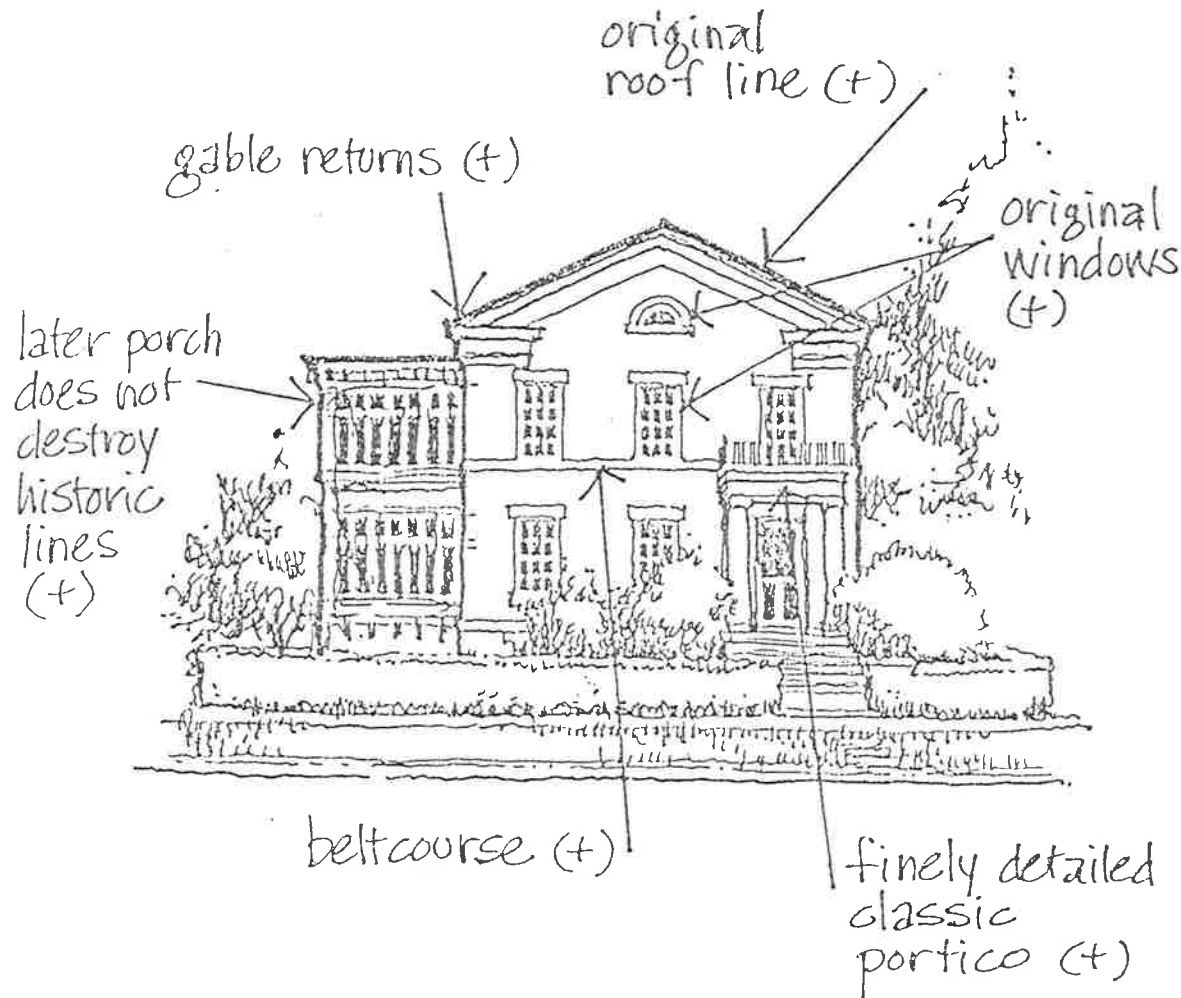 original
roof line (+)
gable returns (+)
original
windows
(+)
later porch
does not
destroy
historic
lines
(+)
beltcourse (+)
finely detailed
classic
portico (+)